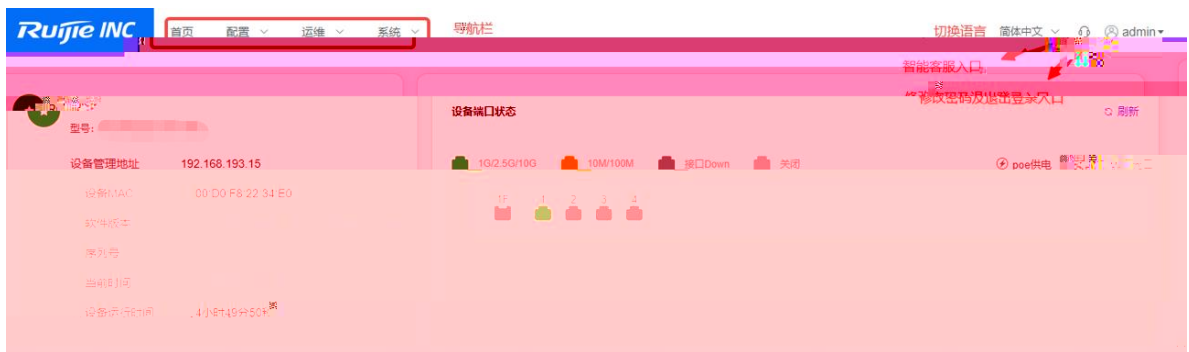 Ruijie INC 首页 配置 运维 系统 导航栏 切换语言 简体中文 admin
智能客服入口
修改密码及退出登录入口
型号: 设备端口状态 刷新
设备管理地址 192.168.193.15 1G/2.5G/10G 10M/100M 接口Down 关闭 poe供电
设备MAC 00:D0:F8:22:34:E0
1F 1 2 3 4
软件版本
序列号
当前时间
设备运行时间 4小时49分50秒